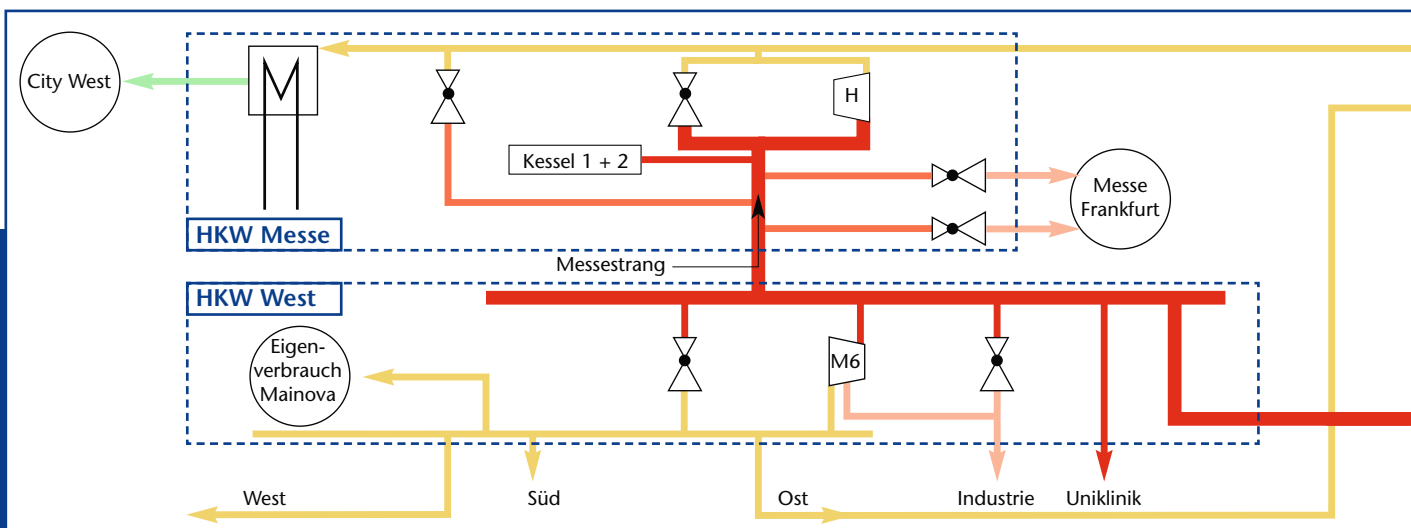 City West
M
H
Kessel 1 + 2
Messe
Frankfurt
HKW Messe
Messestrang
HKW West
Eigen-
verbrauch
Mainova
M6
West
Süd
Ost
Industrie
Uniklinik